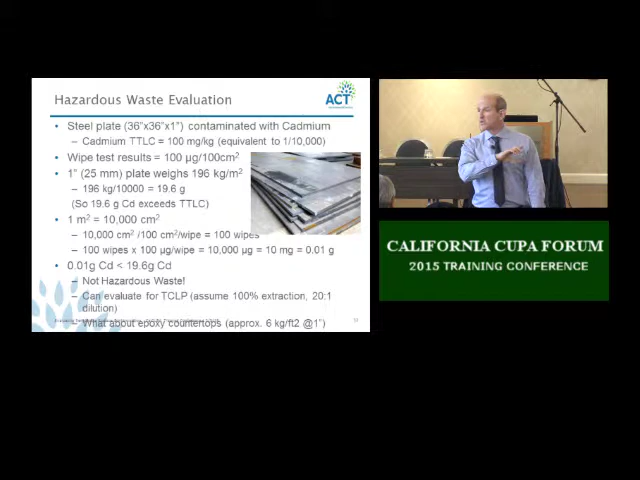 Hazardous Waste Evaluation
ACT
• Steel plate (36"x36"x1") contaminated with Cadmium
– Cadmium TTLC = 100 mg/kg (equivalent to 1/10,000)
• Wipe test results = 100 µg/100cm²
• 1" (25 mm) plate weighs 196 kg/m²
– 196 kg/10000 = 19.6 g
(So 19.6 g Cd exceeds TTLC)
• 1 m² = 10,000 cm²
– 10,000 cm² /100 cm²/wipe = 100 wipes
– 100 wipes x 100 µg/wipe = 10,000 µg = 10 mg = 0.01 g
• 0.01g Cd < 19.6g Cd
– Not Hazardous Waste!
– Can evaluate for TCLP (assume 100% extraction, 20:1
dilution)
– What about epoxy countertops (approx. 6 kg/ft2 @1")
CALIFORNIA CUPA FORUM
2015 TRAINING CONFERENCE